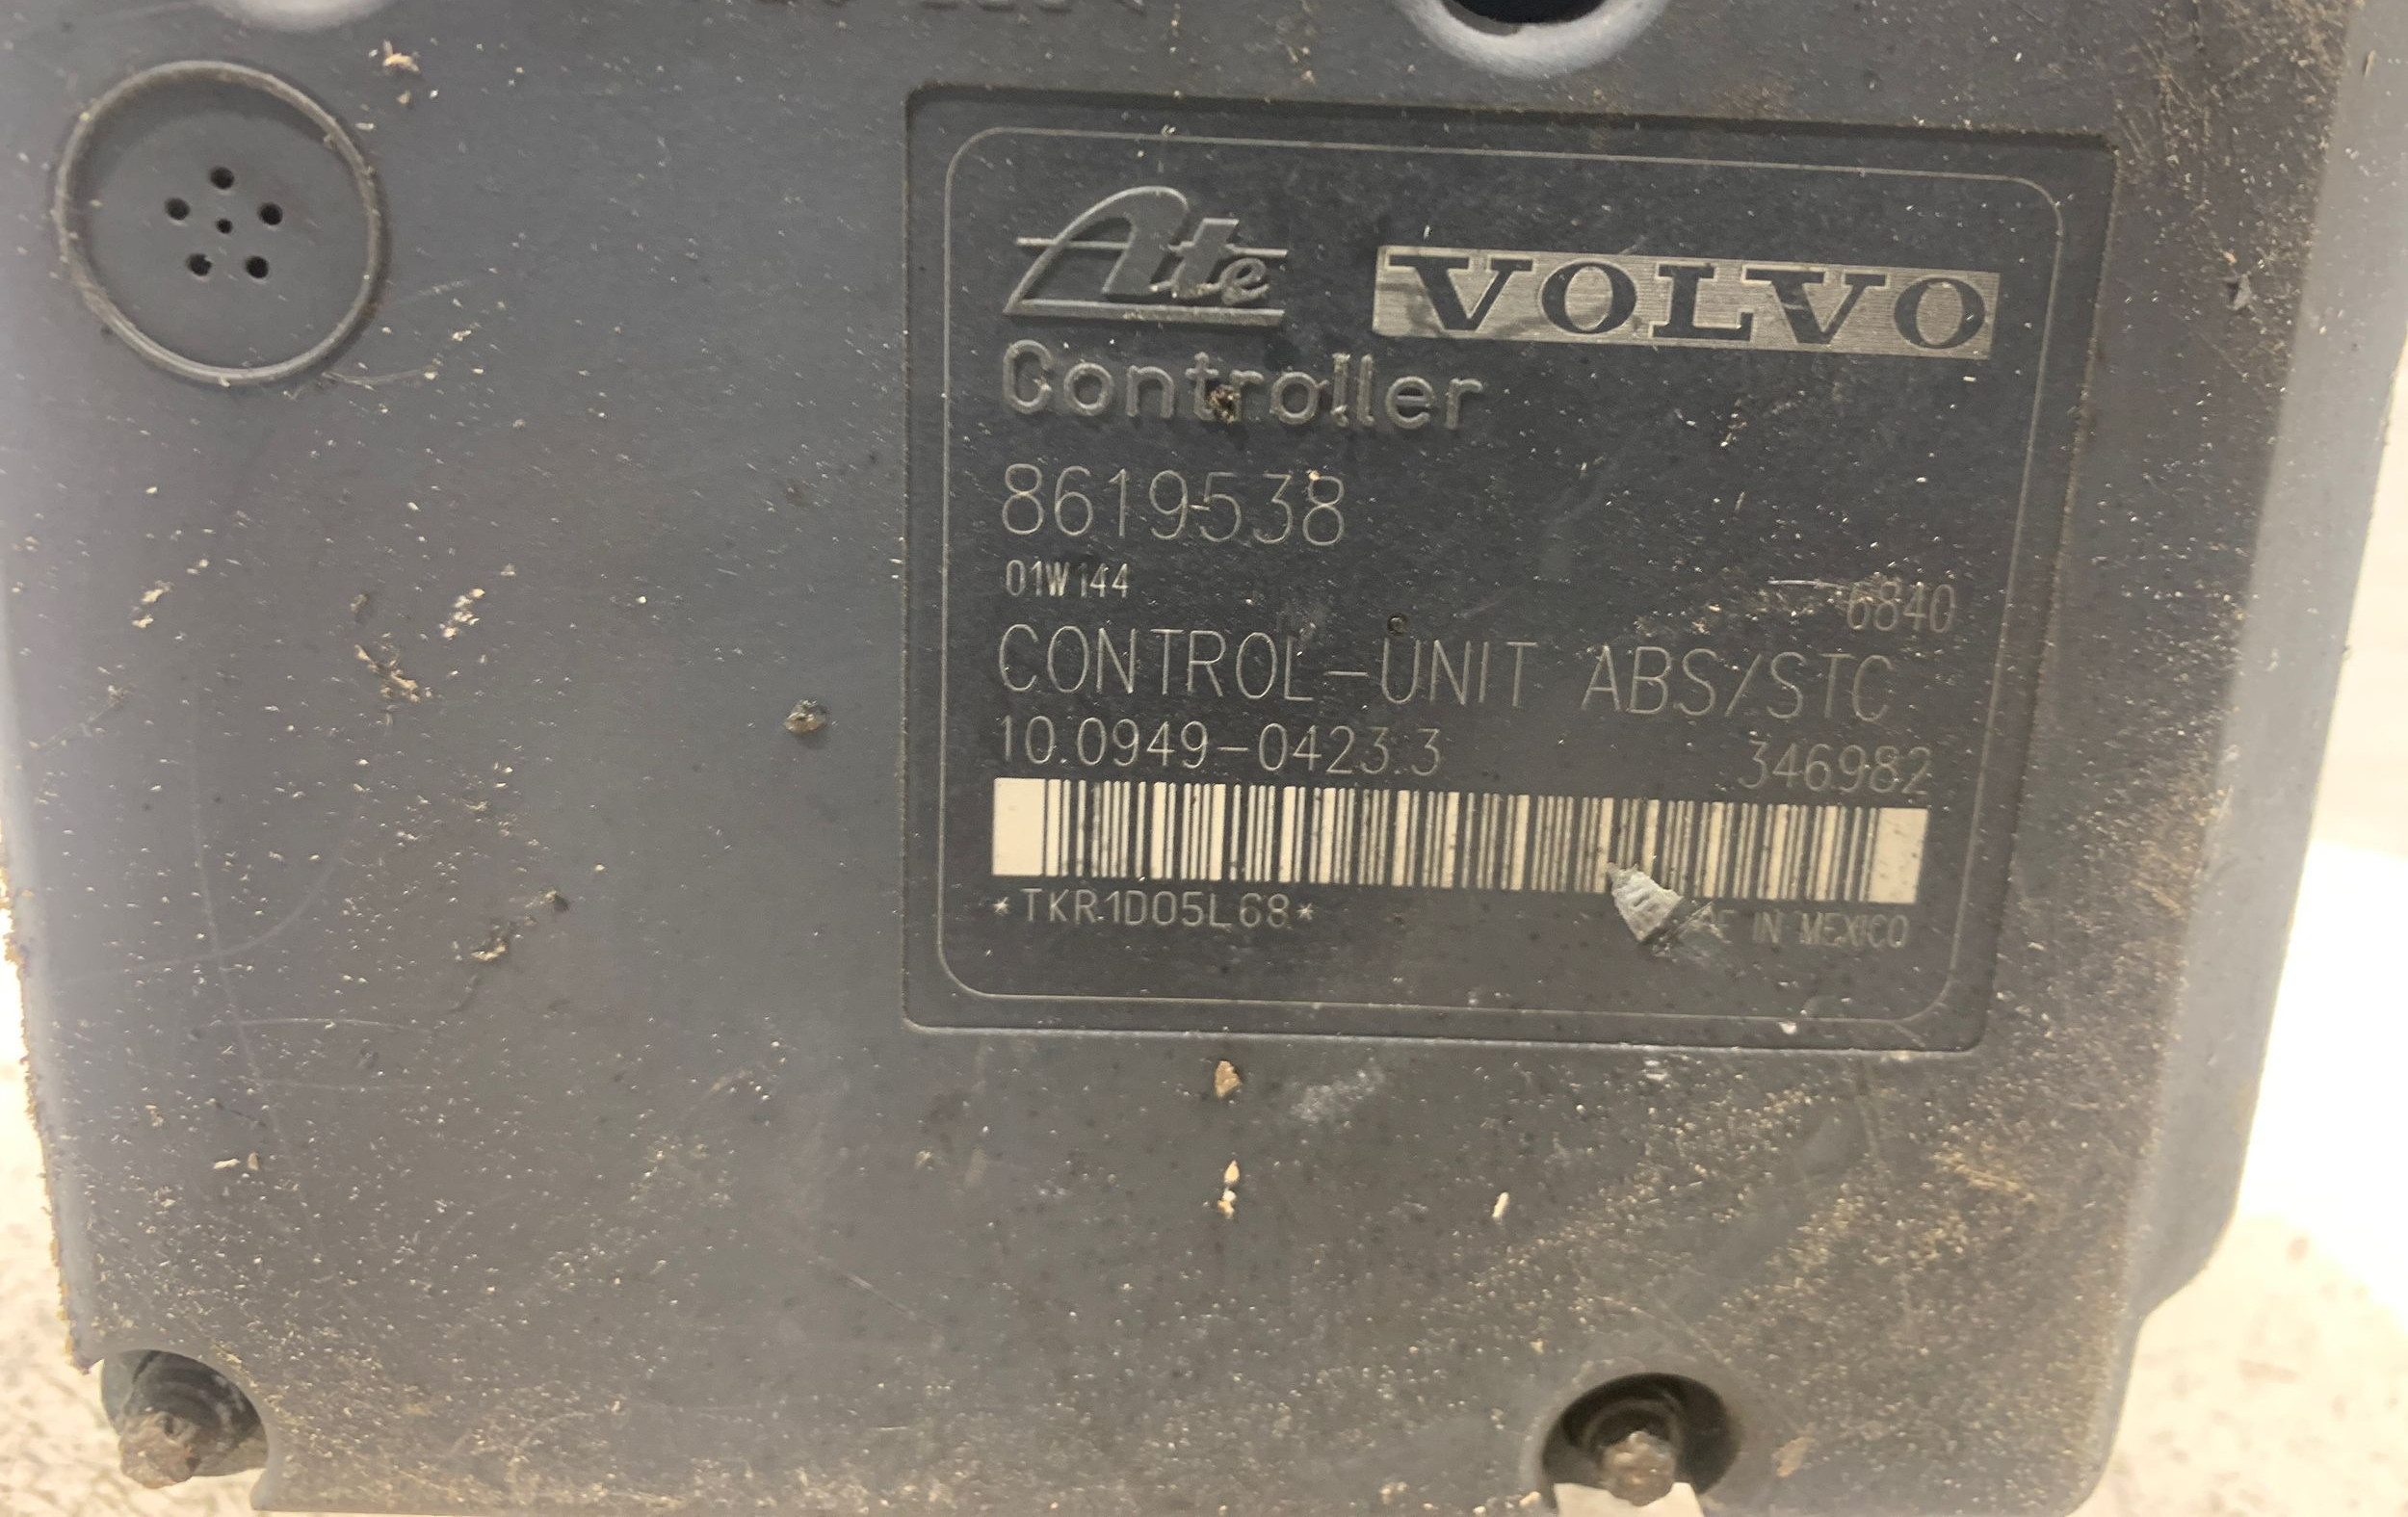 Ate VOLVO
Controller
8619538
01W144 6840
CONTROL-UNIT ABS/STC
10.0949-0423.3 346982
*TKR1D05L68* IN MEXICO